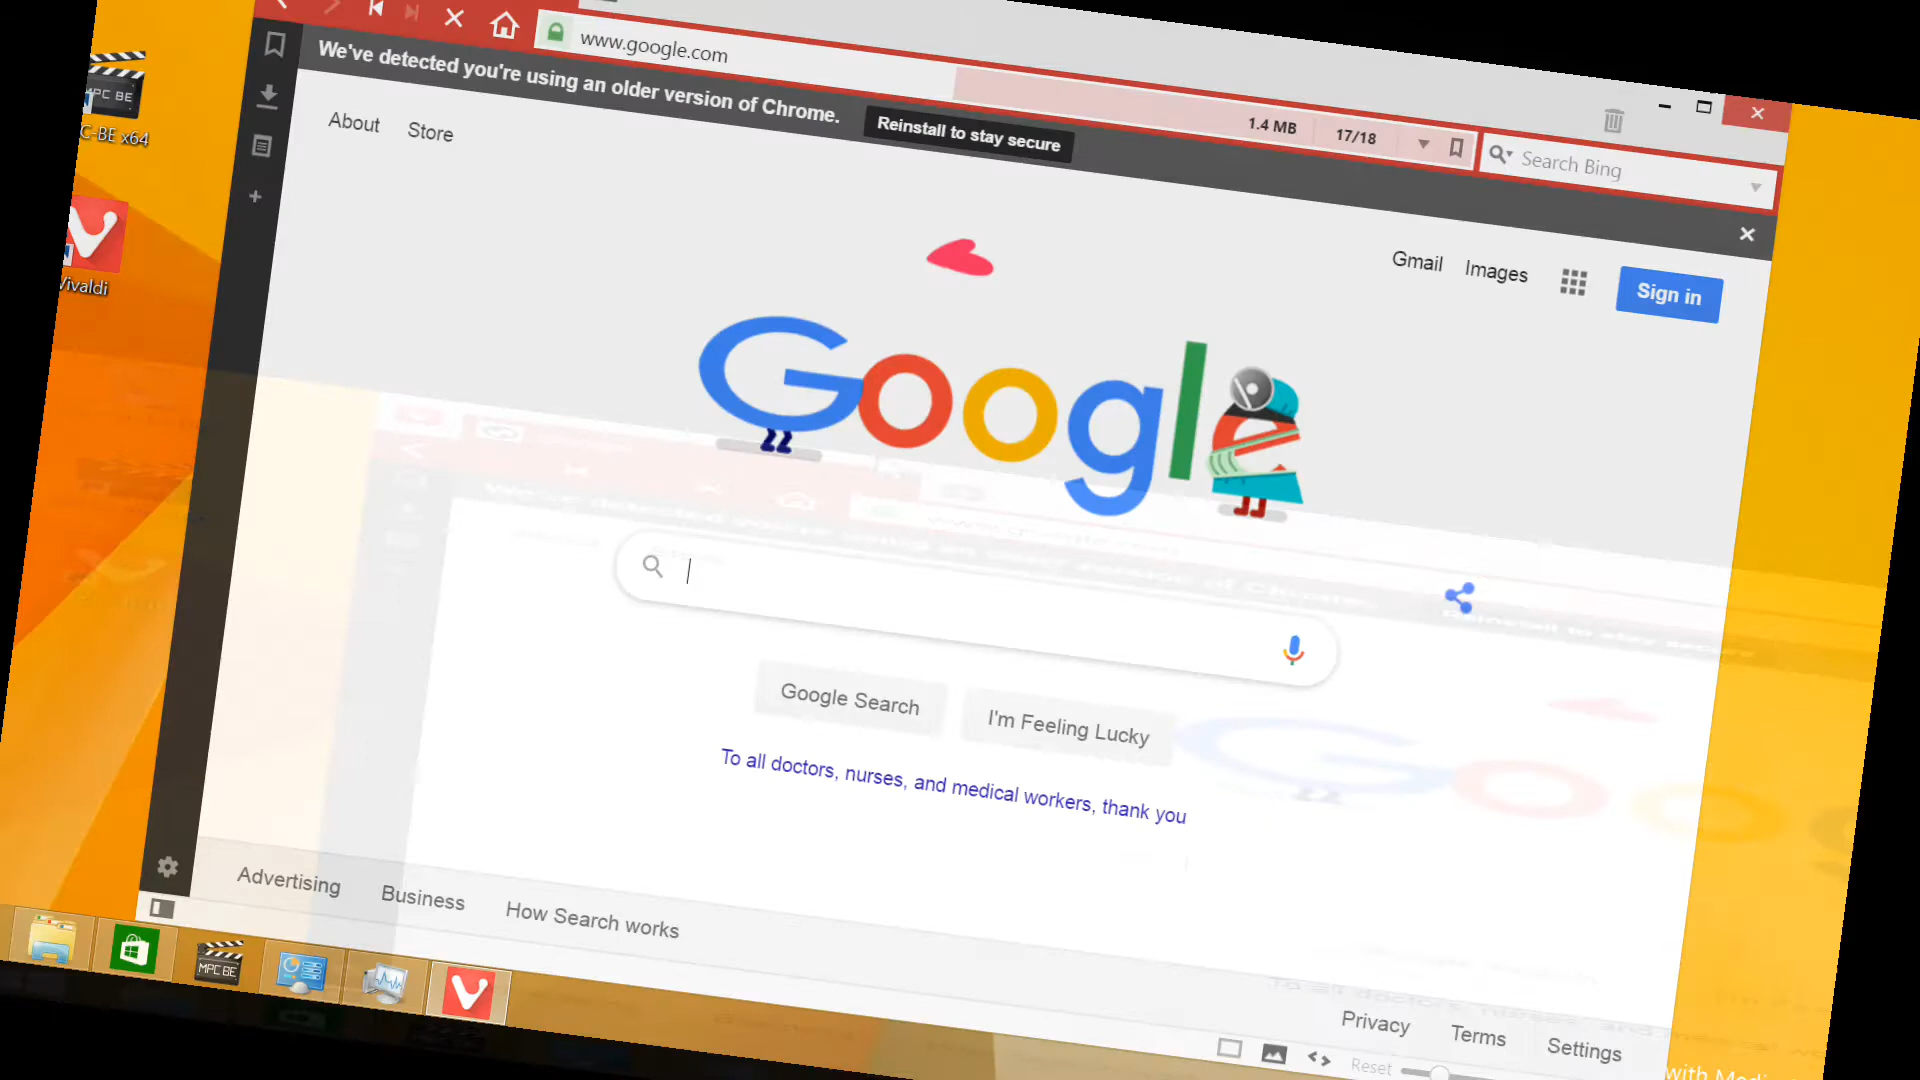 www.google.com
1.4 MB
17/18
Search Bing
We've detected you're using an older version of Chrome.
Reinstall to stay secure
MPC BE
C-BE x64
Vivaldi
About
Store
Gmail
Images
Sign in
Google
Google Search
I'm Feeling Lucky
To all doctors, nurses, and medical workers, thank you
Advertising
Business
How Search works
Privacy
Terms
Settings
MPC BE
Reset
with